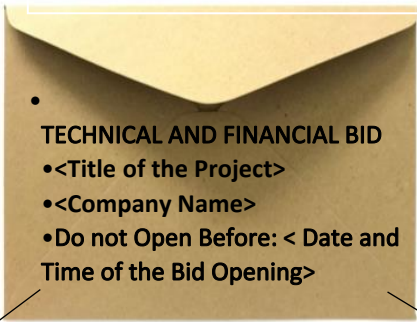 •
TECHNICAL AND FINANCIAL BID
•<Title of the Project>
•<Company Name>
•Do not Open Before: < Date and
Time of the Bid Opening>